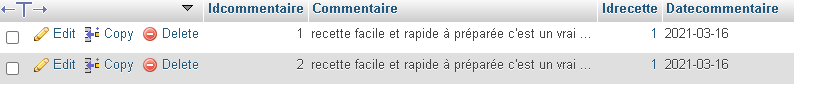 Idcommentaire Commentaire Idrecette Datecommentaire
Edit Copy Delete 1 recette facile et rapide à préparée c'est un vrai ... 1 2021-03-16
Edit Copy Delete 2 recette facile et rapide à préparée c'est un vrai ... 1 2021-03-16